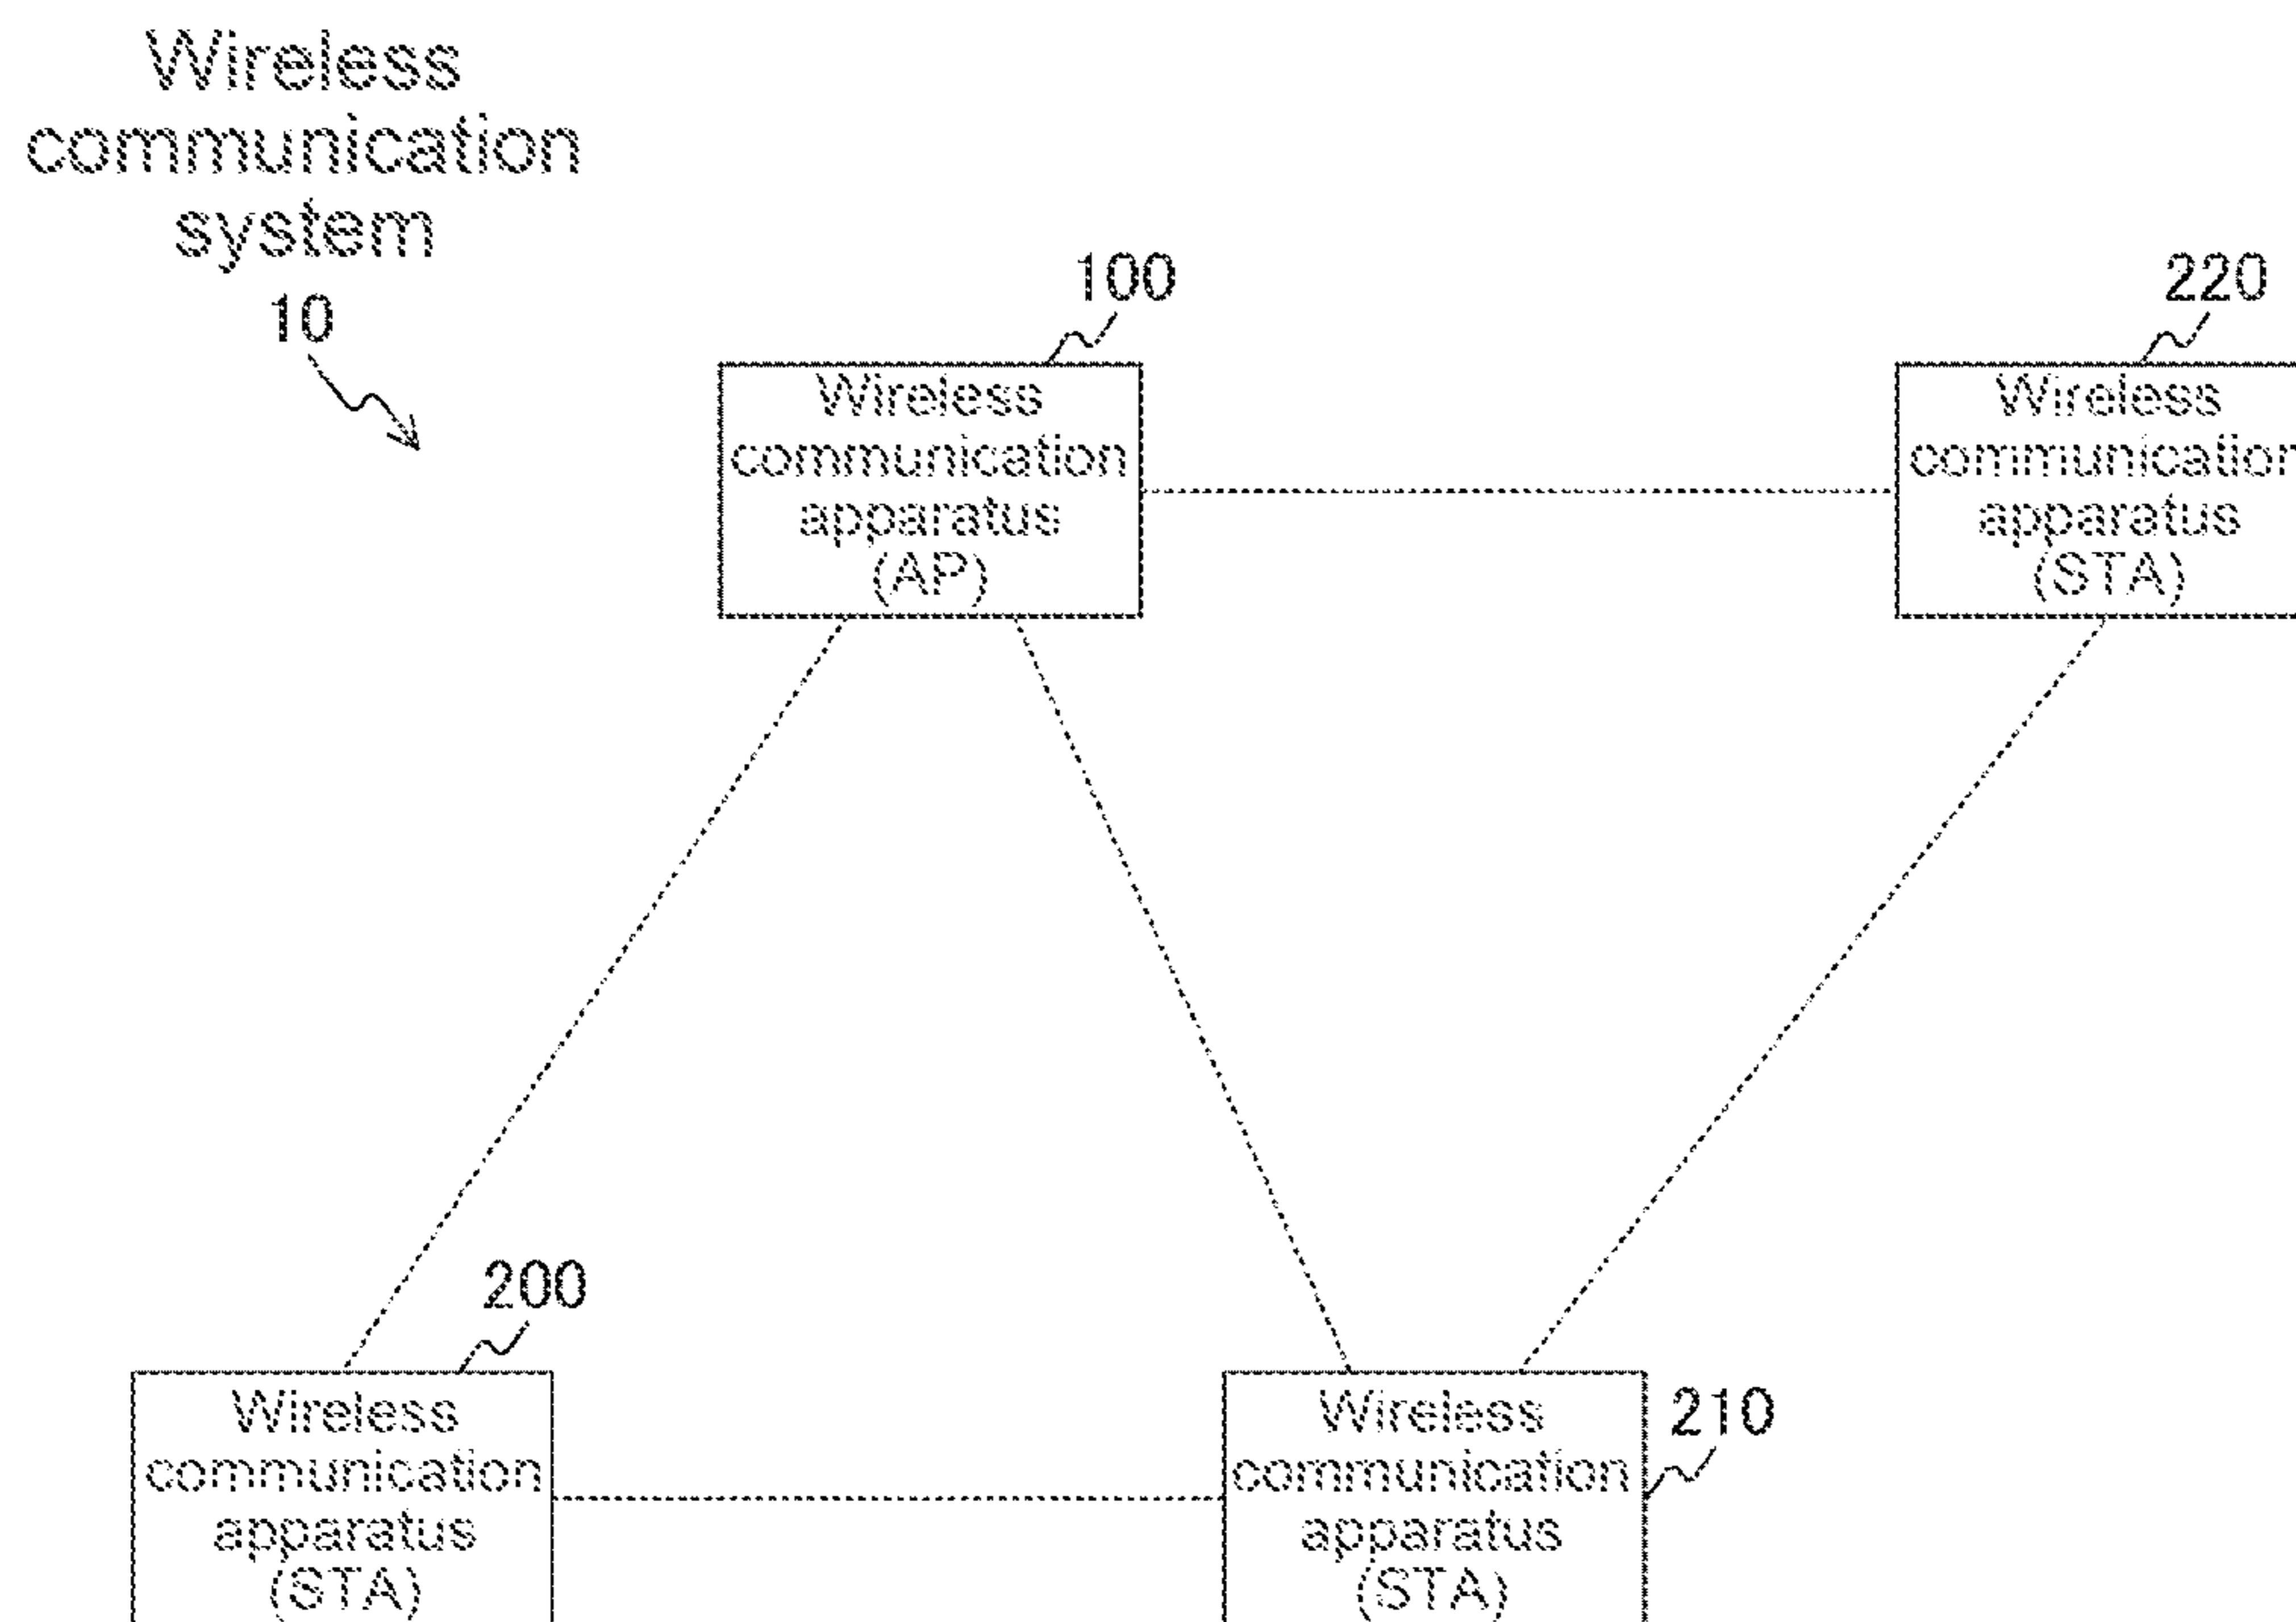 Wireless
communication
system
10
100
Wireless
communication
apparatus
(AP)
220
Wireless
communication
apparatus
(STA)
200
Wireless
communication
apparatus
(STA)
210
Wireless
communication
apparatus
(STA)